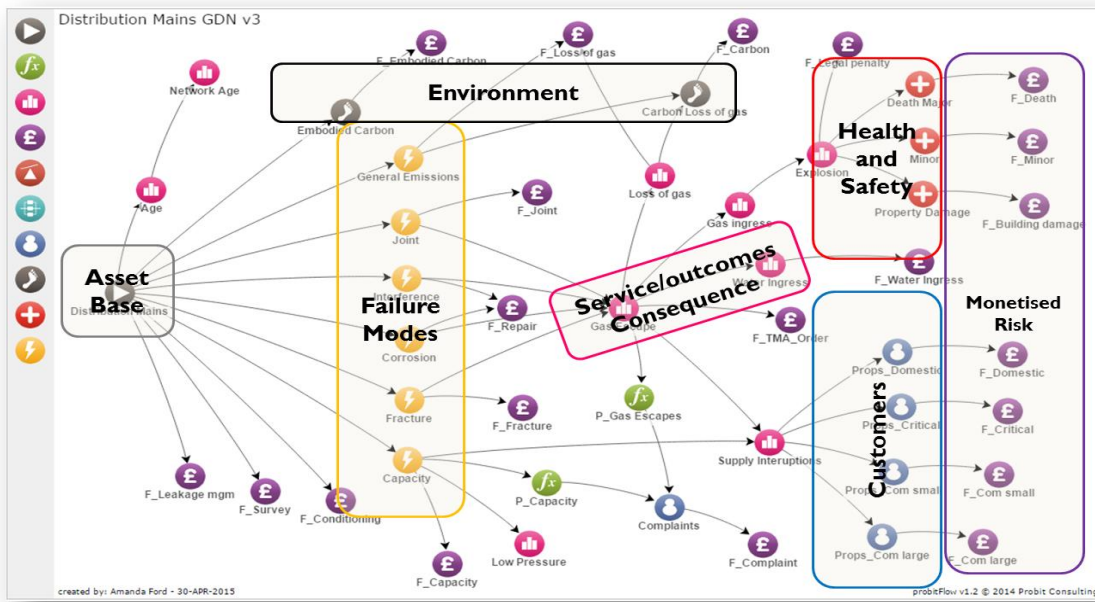 Distribution Mains GDN v3
F_Embodied Carbon
F_Loss of gas
F_Carbon
F_Legal penalty
Network Age
Environment
Embodied Carbon
Carbon Loss of gas
Death Major
F_Death
Health
and
Safety
Minor
F_Minor
Explosion
General Emissions
Age
F_Joint
Loss of gas
Property Damage
F_Building damage
Joint
Gas ingress
Asset
Base
Distribution Mains
Interference
Failure
Modes
F_Repair
Corrosion
Service/outcomes
Consequence
Water Ingress
Gas Escape
F_Water Ingress
F_TMA_Order
Monetised
Risk
Props_Domestic
F_Domestic
Fracture
F_Fracture
P_Gas Escapes
Props_Critical
F_Critical
Customers
Capacity
Supply Interuptions
Props_Com small
F_Com small
F_Leakage mgm
F_Survey
F_Conditioning
P_Capacity
Complaints
Low Pressure
F_Capacity
F_Complaint
Props_Com large
F_Com large
created by: Amanda Ford - 30-APR-2015
probitFlow v1.2 © 2014 Probit Consulting